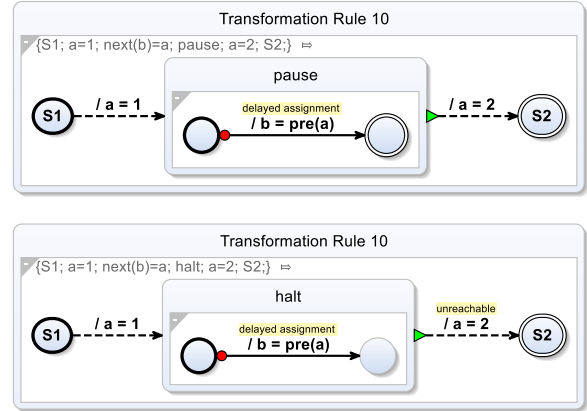 Transformation Rule 10
{S1; a=1; next(b)=a; pause; a=2; S2;} ⤇
pause
S1
/ a = 1
delayed assignment
/ b = pre(a)
/ a = 2
S2
Transformation Rule 10
{S1; a=1; next(b)=a; halt; a=2; S2;} ⤇
halt
S1
/ a = 1
delayed assignment
/ b = pre(a)
unreachable
/ a = 2
S2